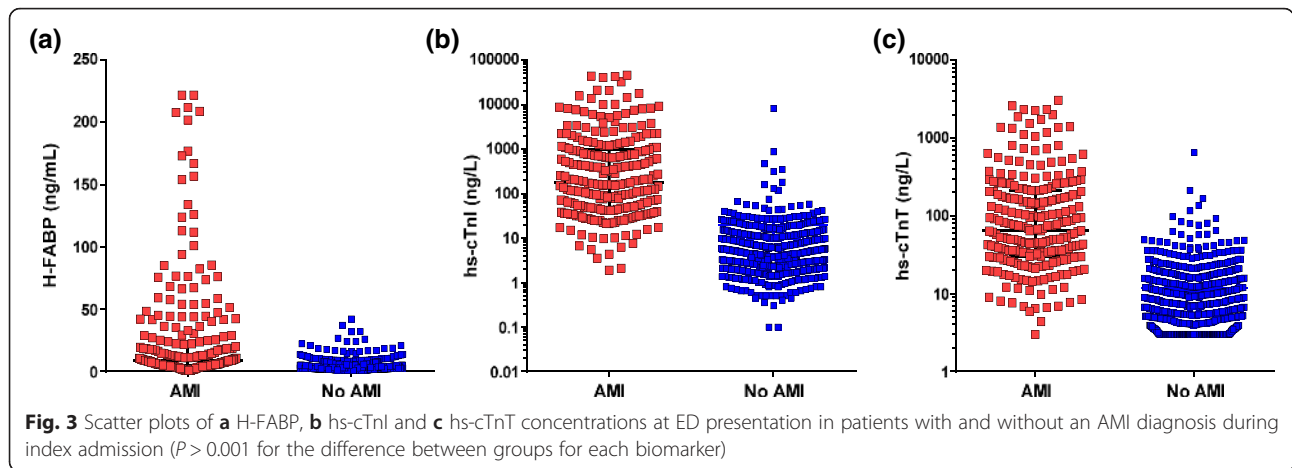 (a)
250
200
150
100
50
0
H-FABP (ng/mL)
AMI
No AMI
(b)
100000
10000
1000
100
10
1
0.1
0.01
hs-cTnI (ng/L)
AMI
No AMI
(c)
10000
1000
100
10
1
hs-cTnT (ng/L)
AMI
No AMI
Fig. 3 Scatter plots of a H-FABP, b hs-cTnI and c hs-cTnT concentrations at ED presentation in patients with and without an AMI diagnosis during
index admission (P > 0.001 for the difference between groups for each biomarker)